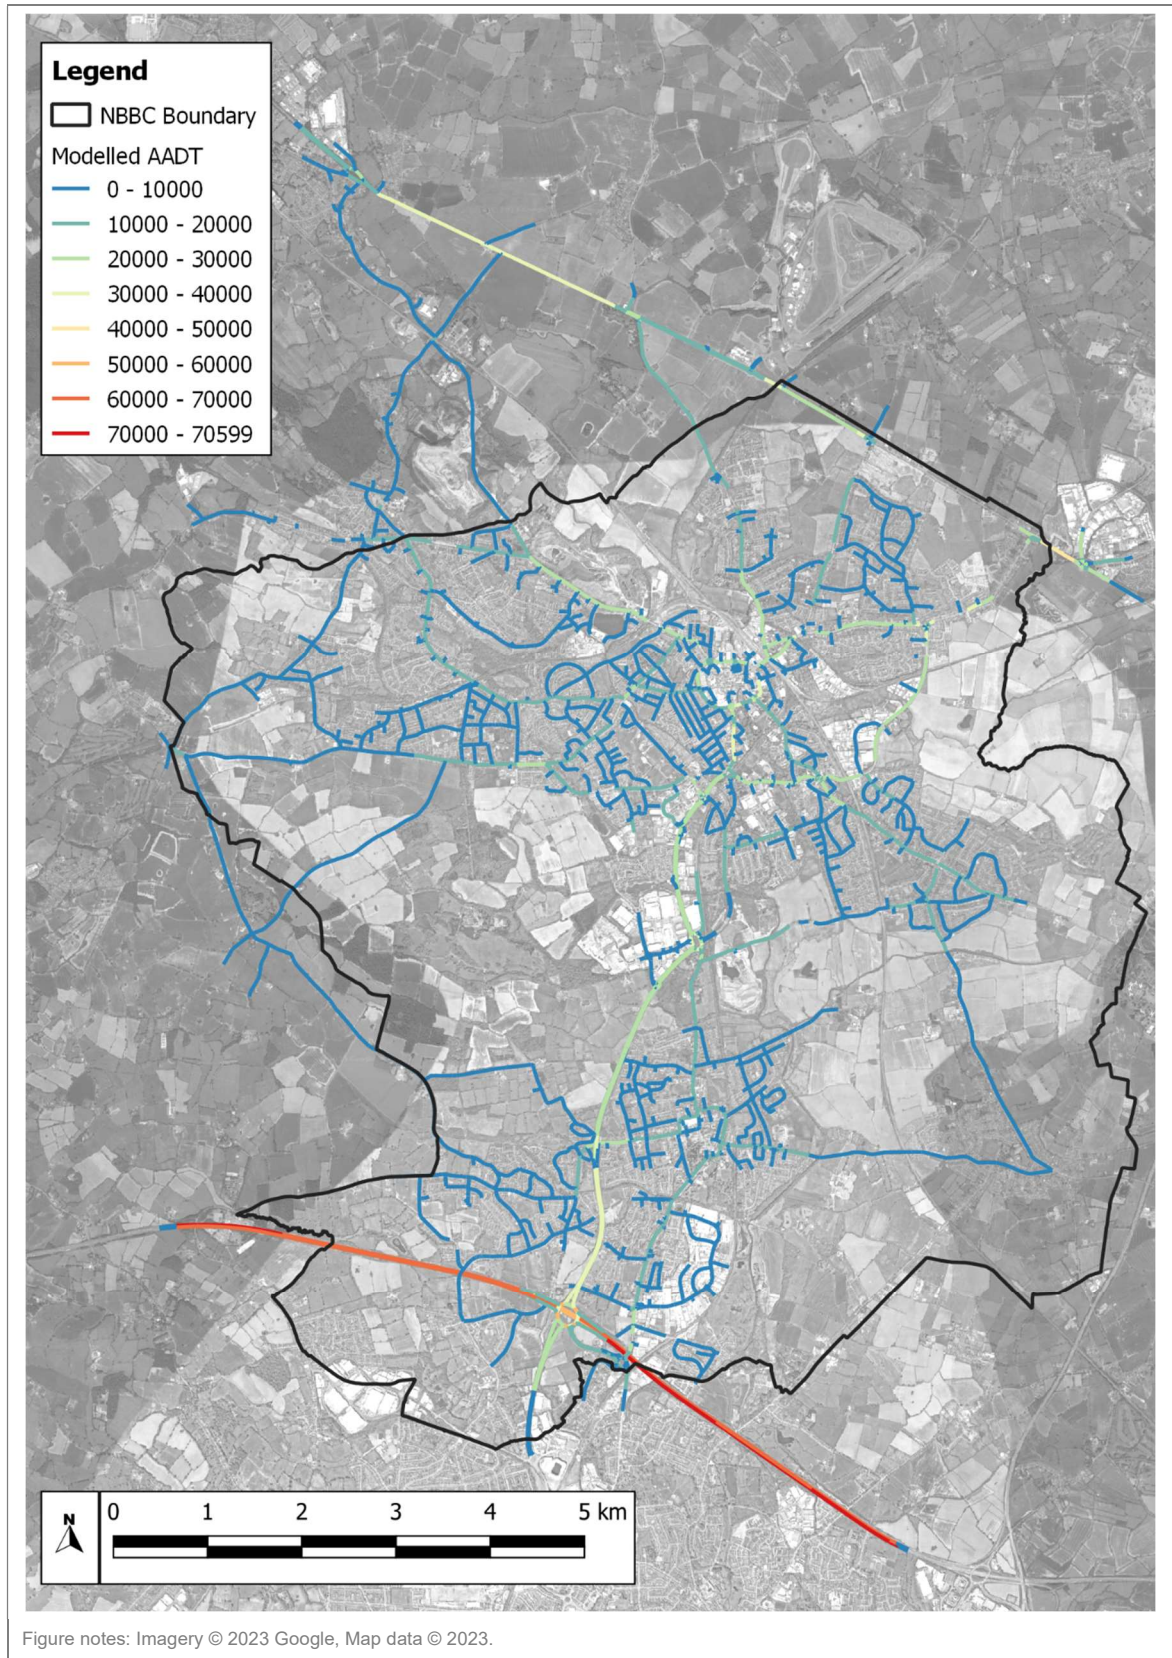 Legend
NBBC Boundary
Modelled AADT
0 - 10000
10000 - 20000
20000 - 30000
30000 - 40000
40000 - 50000
50000 - 60000
60000 - 70000
70000 - 70599
N
0 1 2 3 4 5 km
Figure notes: Imagery © 2023 Google, Map data © 2023.